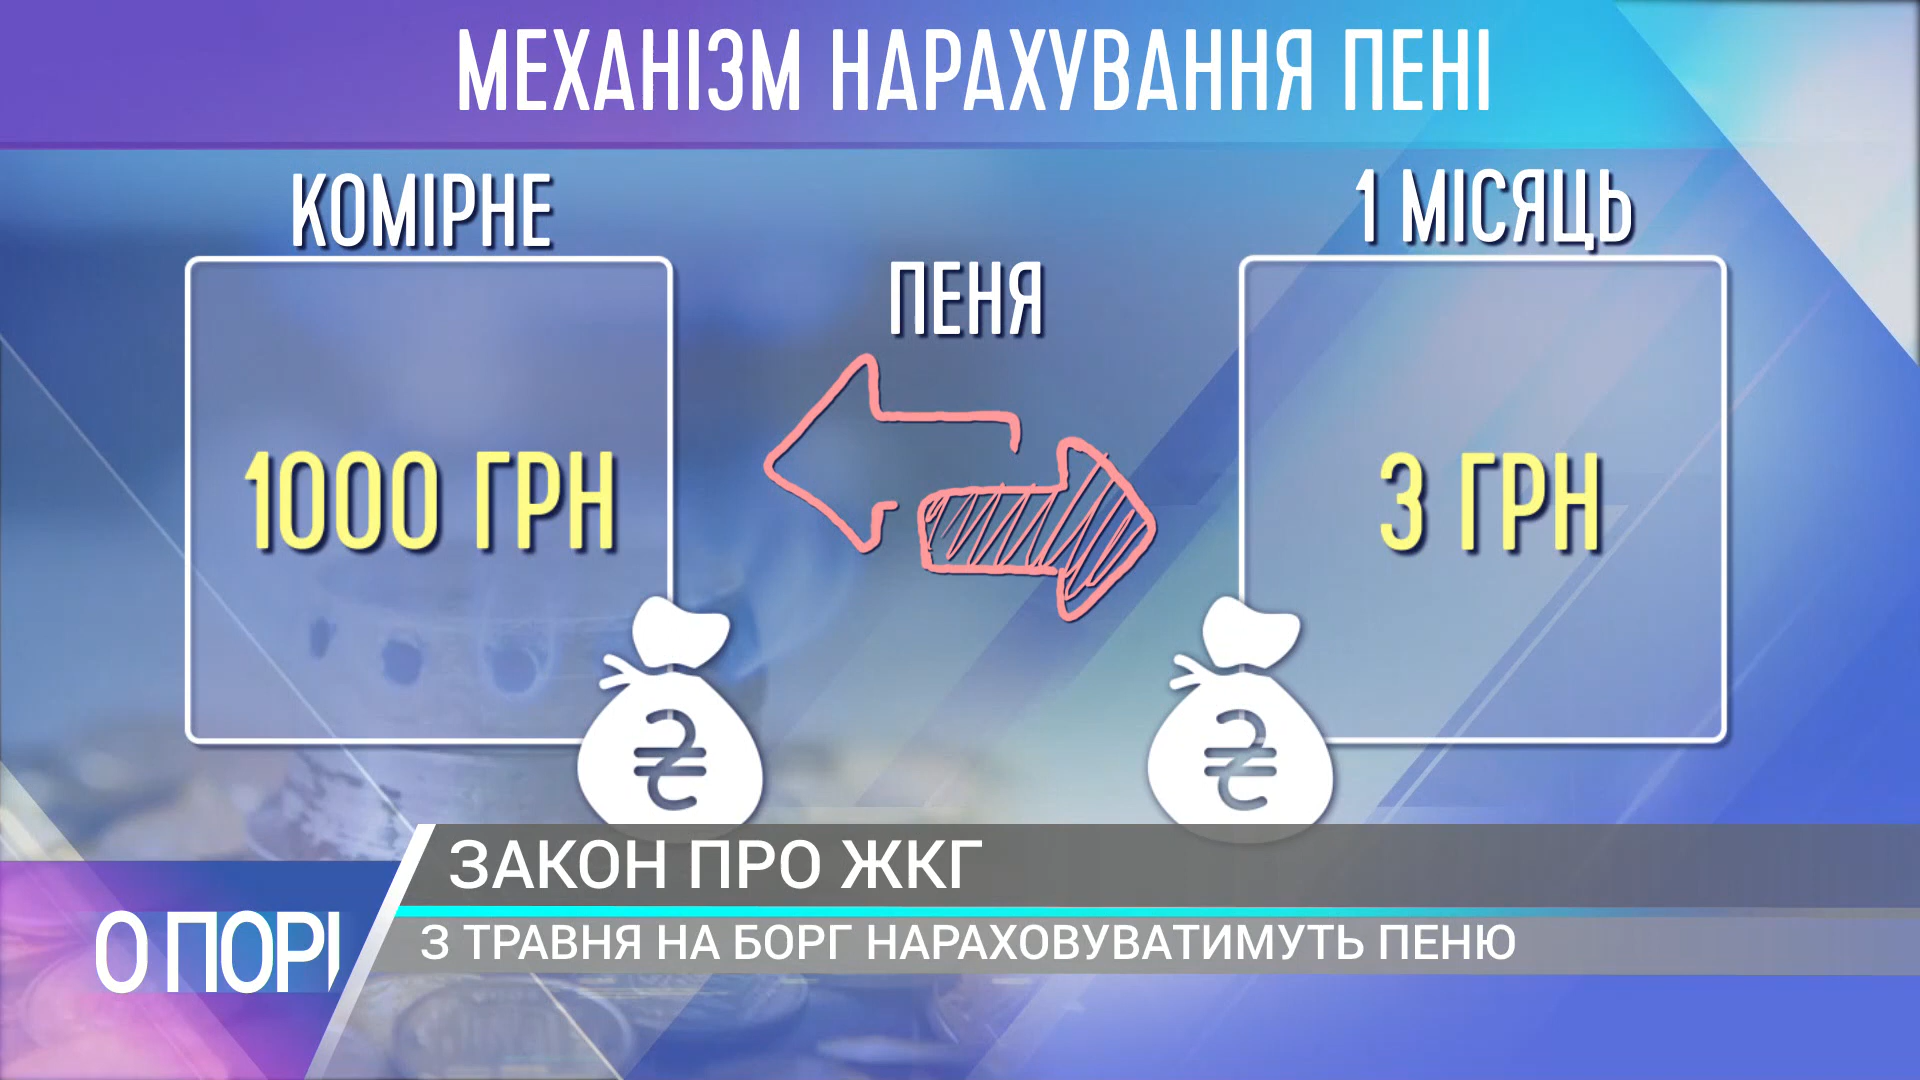 МЕХАНІЗМ НАРАХУВАННЯ ПЕНІ
КОМІРНЕ
ПЕНЯ
1 МІСЯЦЬ
1000 ГРН
3 ГРН
₴
₴
ЗАКОН ПРО ЖКГ
З ТРАВНЯ НА БОРГ НАРАХОВУВАТИМУТЬ ПЕНЮ
О ПОРІ